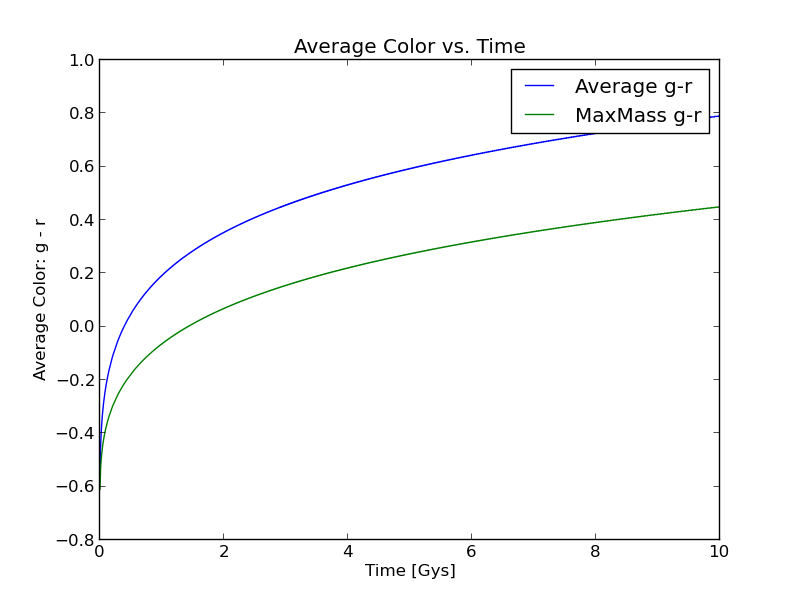 Average Color vs. Time
Average g-r
MaxMass g-r
Average Color: g - r
1.0
0.8
0.6
0.4
0.2
0.0
−0.2
−0.4
−0.6
−0.8
0 2 4 6 8 10
Time [Gys]